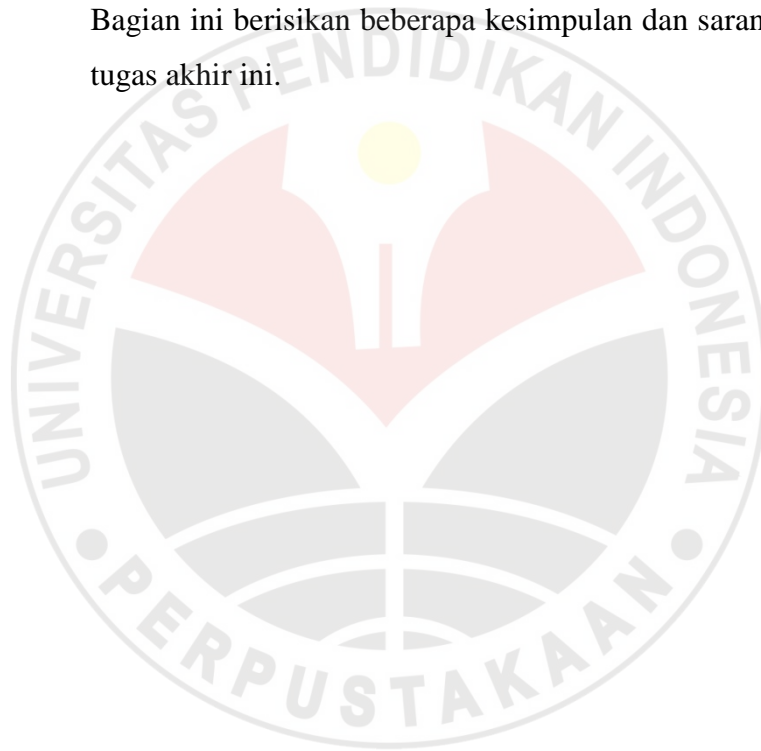 Bagian ini berisikan beberapa kesimpulan dan saran
tugas akhir ini.
UNIVERSITAS PENDIDIKAN INDONESIA
PERPUSTAKAAN